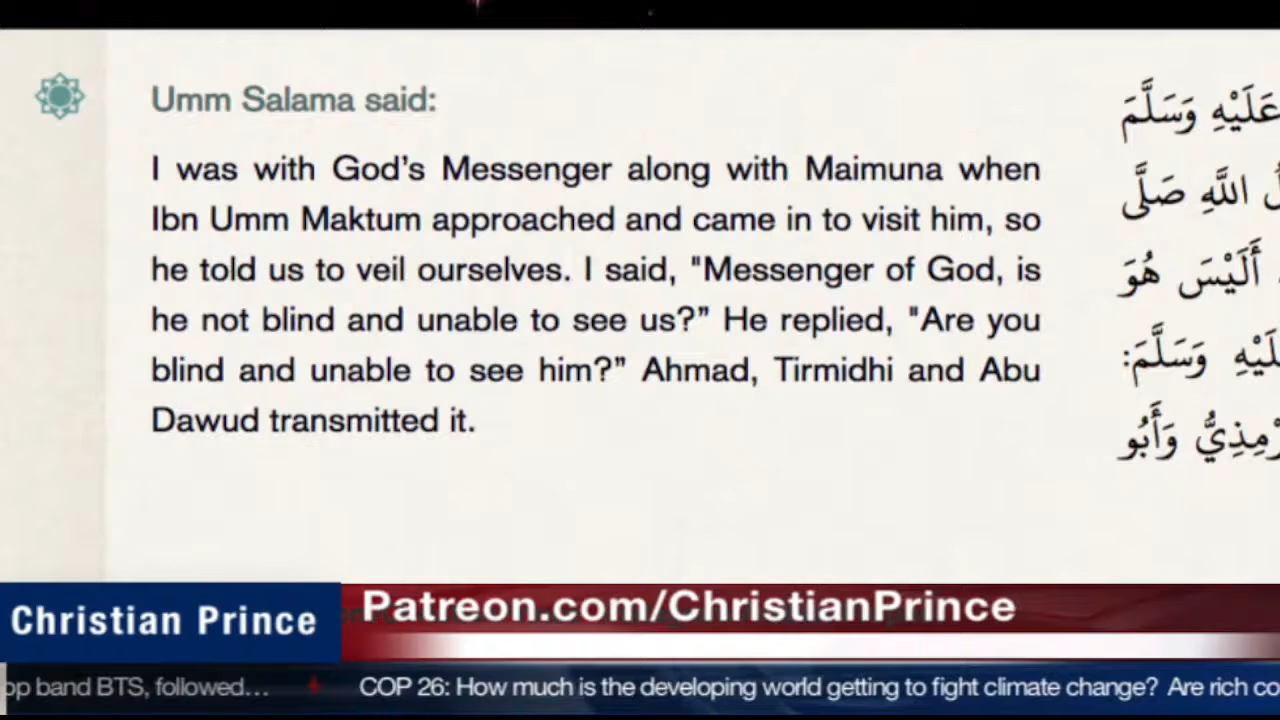 Umm Salama said:
I was with God’s Messenger along with Maimuna when
Ibn Umm Maktum approached and came in to visit him, so
he told us to veil ourselves. I said, "Messenger of God, is
he not blind and unable to see us?” He replied, "Are you
blind and unable to see him?” Ahmad, Tirmidhi and Abu
Dawud transmitted it.
عَلَيْهِ وَسَلَّمَ
اللَّهِ صَلَّى
أَلَيْسَ هُوَ
وَسَلَّمَ:
وَأَبُو
Christian Prince
Patreon.com/ChristianPrince
band BTS, followed... COP 26: How much is the developing world getting to fight climate change? Are rich